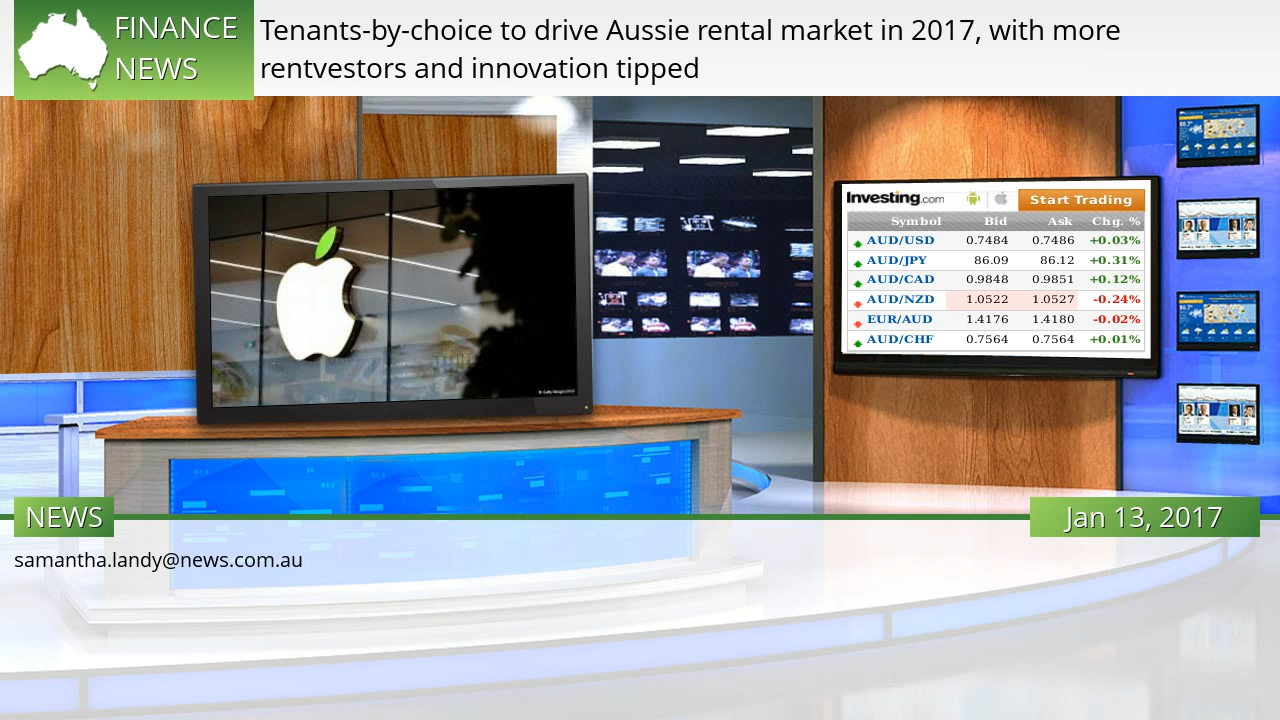 FINANCE
NEWS
Tenants-by-choice to drive Aussie rental market in 2017, with more
rentvestors and innovation tipped
Investing.com
Start Trading
Symbol Bid Ask Chg. %
AUD/USD 0.7484 0.7486 +0.03%
AUD/JPY 86.09 86.12 +0.31%
AUD/CAD 0.9848 0.9851 +0.12%
AUD/NZD 1.0522 1.0527 -0.24%
EUR/AUD 1.4176 1.4180 -0.02%
AUD/CHF 0.7564 0.7564 +0.01%
NEWS
Jan 13, 2017
samantha.landy@news.com.au